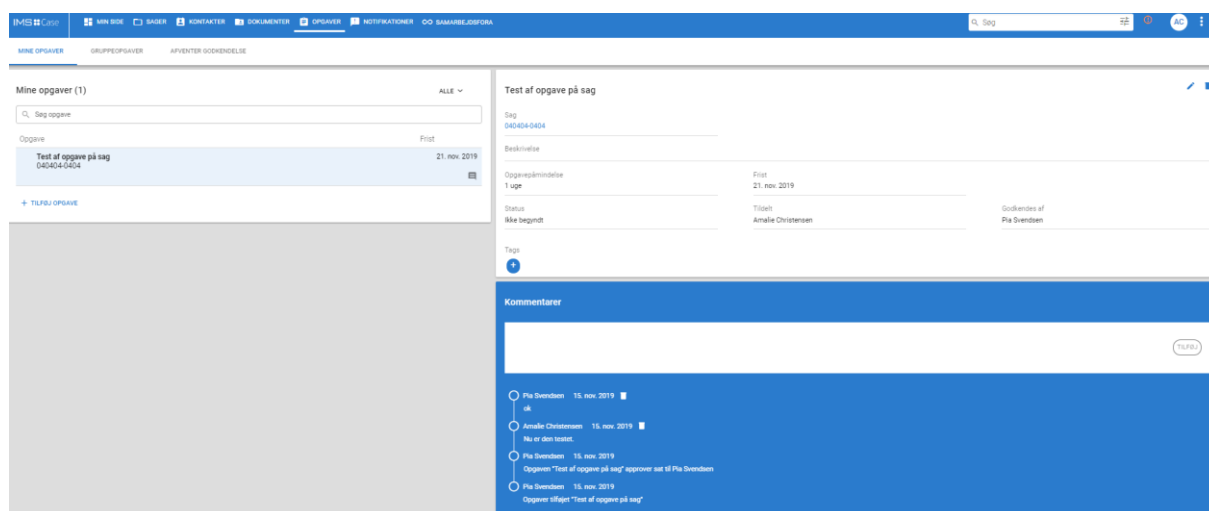 IMS Case MIN SIDE SAGER KONTAKTER DOKUMENTER OPGAVER NOTIFIKATIONER SAMARBEJDSFORA Søg AC
MINE OPGAVER GRUPPEOPGAVER AFVENTER GODKENDELSE
Mine opgaver (1) ALLE
Søg opgave
Opgave Frist
Test af opgave på sag 21. nov. 2019
040404-0404
+ TILFØJ OPGAVE
Test af opgave på sag
Sag
040404-0404
Beskrivelse
Opgavepåmindelse Frist
1 uge 21. nov. 2019
Status Tildelt Godkendes af
Ikke begyndt Amalie Christensen Pia Svendsen
Tags
+
Kommentarer
TILFØJ
Pia Svendsen 15. nov. 2019
ok
Amalie Christensen 15. nov. 2019
Nu er den testet.
Pia Svendsen 15. nov. 2019
Opgaven "Test af opgave på sag" approver sat til Pia Svendsen
Pia Svendsen 15. nov. 2019
Opgaver tilføjet "Test af opgave på sag"